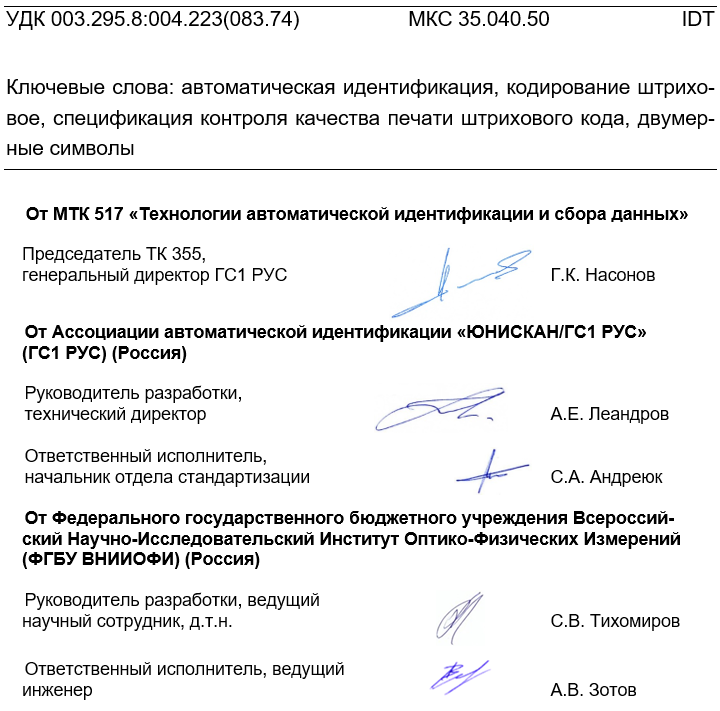 УДК 003.295.8:004.223(083.74) МКС 35.040.50 IDT
Ключевые слова: автоматическая идентификация, кодирование штрихо-
вое, спецификация контроля качества печати штрихового кода, двумер-
ные символы
От МТК 517 «Технологии автоматической идентификации и сбора данных»
Председатель ТК 355,
генеральный директор ГС1 РУС Г.К. Насонов
От Ассоциации автоматической идентификации «ЮНИСКАН/ГС1 РУС»
(ГС1 РУС) (Россия)
Руководитель разработки,
технический директор А.Е. Леандров
Ответственный исполнитель,
начальник отдела стандартизации С.А. Андреюк
От Федерального государственного бюджетного учреждения Всероссий-
ский Научно-Исследовательский Институт Оптико-Физических Измерений
(ФГБУ ВНИИОФИ) (Россия)
Руководитель разработки, ведущий
научный сотрудник, д.т.н. С.В. Тихомиров
Ответственный исполнитель, ведущий
инженер А.В. Зотов